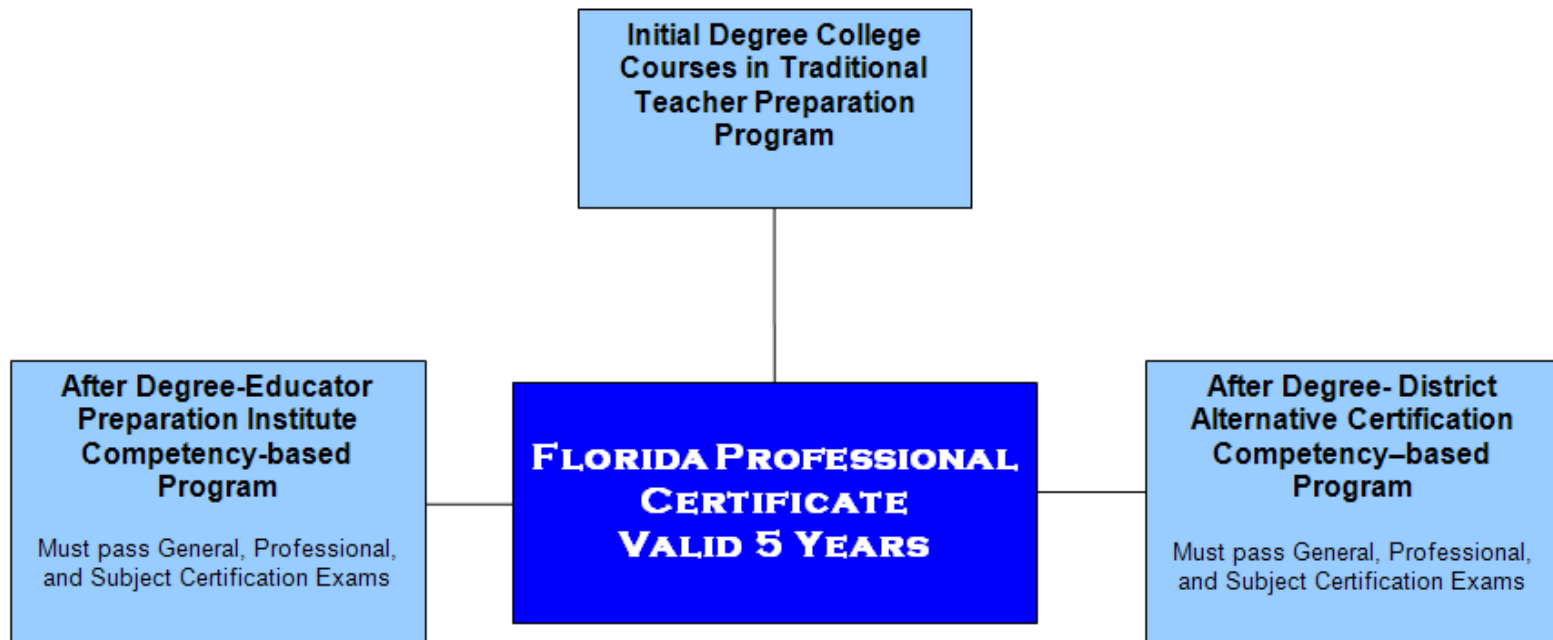 Initial Degree College
Courses in Traditional
Teacher Preparation
Program
After Degree-Educator
Preparation Institute
Competency-based
Program
Must pass General, Professional,
and Subject Certification Exams
FLORIDA PROFESSIONAL
CERTIFICATE
VALID 5 YEARS
After Degree- District
Alternative Certification
Competency–based
Program
Must pass General, Professional,
and Subject Certification Exams